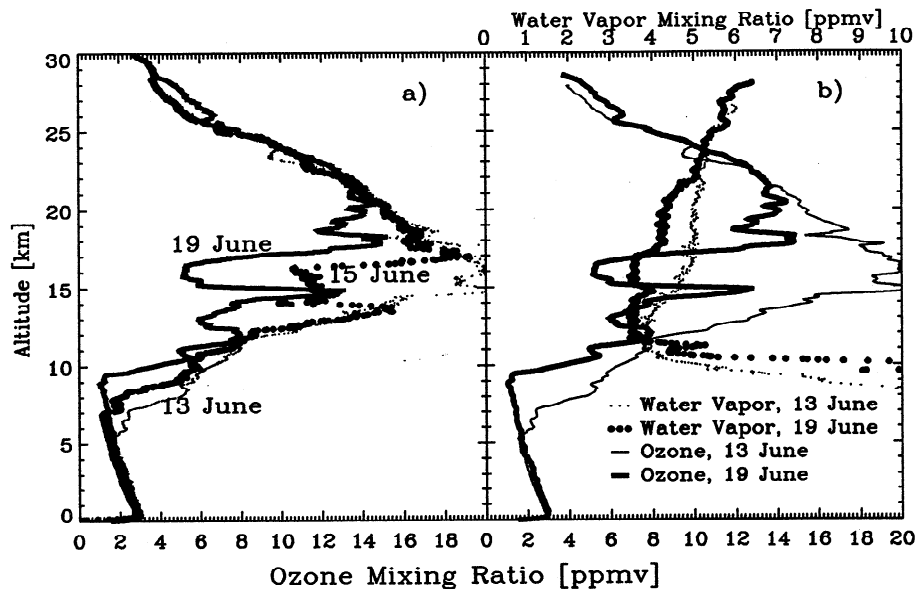 Water Vapor Mixing Ratio [ppmv]
0 1 2 3 4 5 6 7 8 9 10
30
25
20
15
10
5
0
Altitude [km]
a)
b)
19 June
15 June
13 June
Water Vapor, 13 June
Water Vapor, 19 June
Ozone, 13 June
Ozone, 19 June
0 2 4 6 8 10 12 14 16 18 0 2 4 6 8 10 12 14 16 18 20
Ozone Mixing Ratio [ppmv]